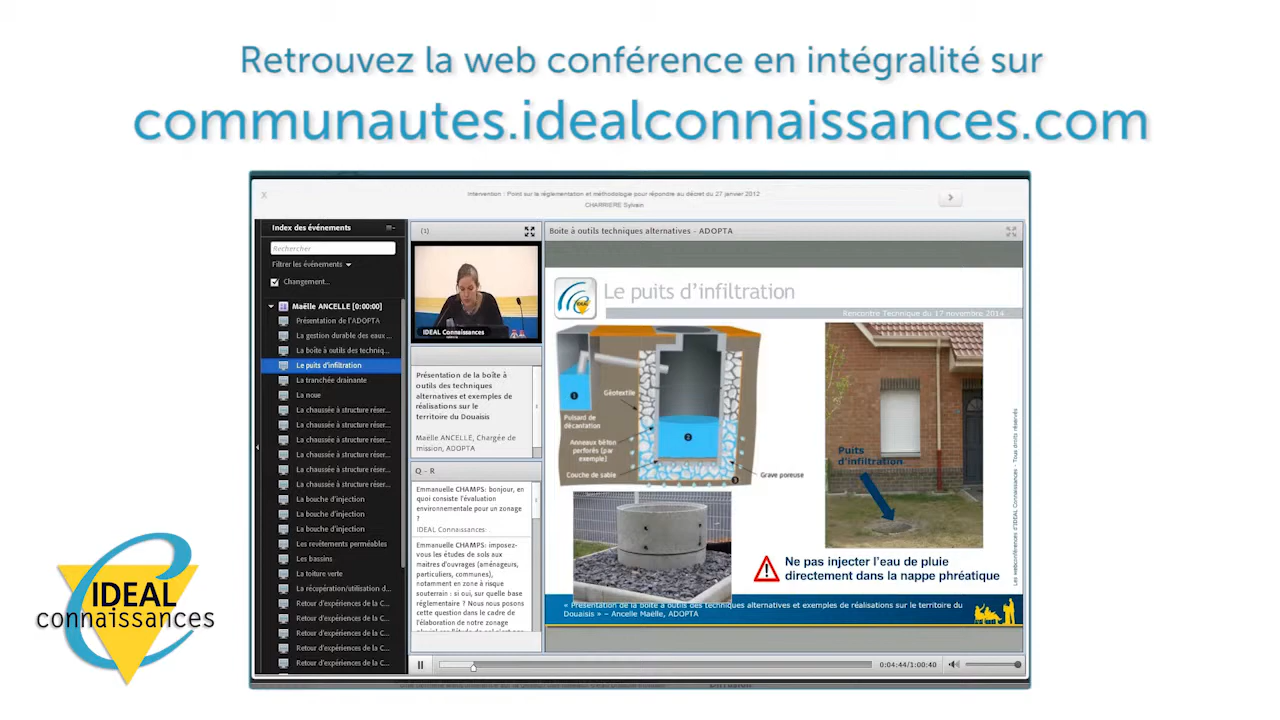 Retrouvez la web conférence en intégralité sur
communautes.idealconnaissances.com
x
Intervention : Point sur la réglementation et méthodologie pour répondre au décret du 27 janvier 2012
CHARRIERE Sylvain
Index des événements
Rechercher
Filtrer les événements
Changement...
Maëlle ANCELLE [0:00:00]
Présentation de l'ADOPTA
La gestion durable des eaux ...
La boîte à outils des techniq...
Le puits d'infiltration
La tranchée drainante
La noue
La chaussée à structure réser...
La chaussée à structure réser...
La chaussée à structure réser...
La chaussée à structure réser...
La chaussée à structure réser...
La chaussée à structure réser...
La bouche d'injection
La bouche d'injection
La bouche d'injection
Les revêtements perméables
Les bassins
La toiture verte
La récupération/utilisation d...
Retour d'expériences de la C...
Retour d'expériences de la C...
Retour d'expériences de la C...
Retour d'expériences de la C...
Retour d'expériences de la C...
(1)
IDEAL Connaissances
Présentation de la boîte à
outils des techniques
alternatives et exemples de
réalisations sur le
territoire du Douaisis
Maëlle ANCELLE, Chargée de
mission, ADOPTA
Q - R
Emmanuelle CHAMPS: bonjour, en
quoi consiste l'évaluation
environnementale pour un zonage
?
IDEAL Connaissances:
Emmanuelle CHAMPS: imposez-
vous les études de sols aux
maitres d'ouvrages (aménageurs,
particuliers, communes),
notamment en zone à risque
souterrain : si oui, sur quelle base
réglementaire ? Nous nous posons
cette question dans le cadre de
l'élaboration de notre zonage
Boite à outils techniques alternatives - ADOPTA
IDEAL
Le puits d'infiltration
Rencontre Technique du 17 novembre 2014
1
Géotextile
Puisard de
décantation
2
Anneaux béton
perforés (par
exemple)
Couche de sable
3
Grave poreuse
Puits
d'infiltration
Ne pas injecter l'eau de pluie
directement dans la nappe phréatique
Les webconférences d'IDEAL Connaissances - Tous droits réservés
« Présentation de la boîte à outils des techniques alternatives et exemples de réalisations sur le territoire du
Douaisis » – Ancelle Maëlle, ADOPTA
0:04:44/1:00:40
IDEAL
connaissances